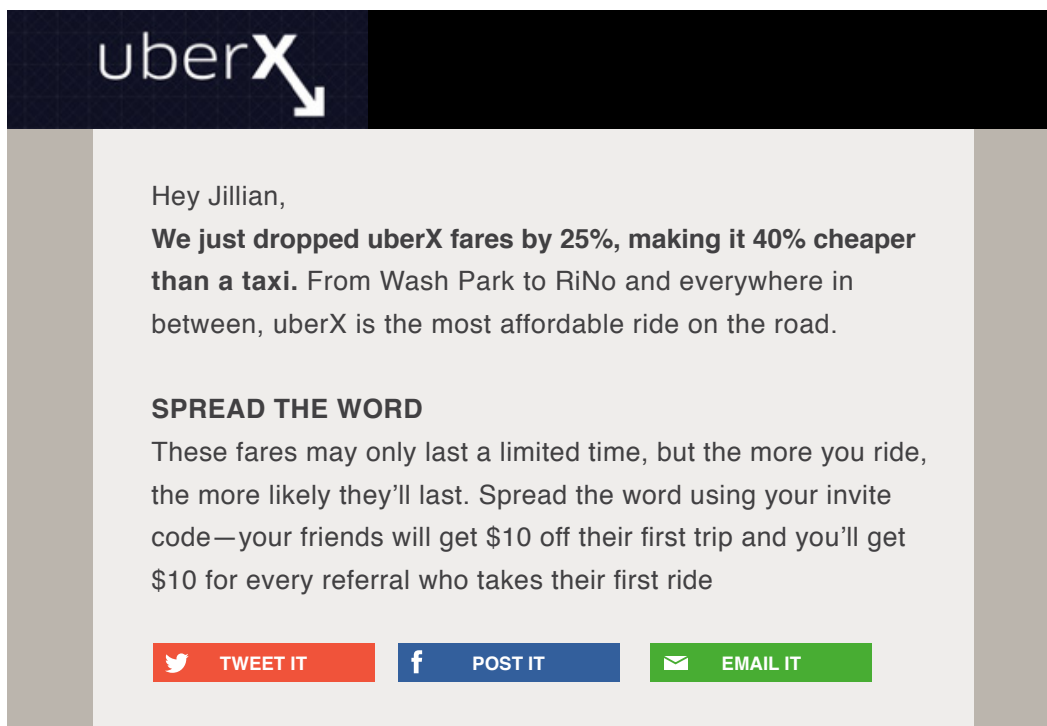 uberX
Hey Jillian,
We just dropped uberX fares by 25%, making it 40% cheaper
than a taxi. From Wash Park to RiNo and everywhere in
between, uberX is the most affordable ride on the road.
SPREAD THE WORD
These fares may only last a limited time, but the more you ride,
the more likely they’ll last. Spread the word using your invite
code—your friends will get $10 off their first trip and you’ll get
$10 for every referral who takes their first ride
TWEET IT
POST IT
EMAIL IT